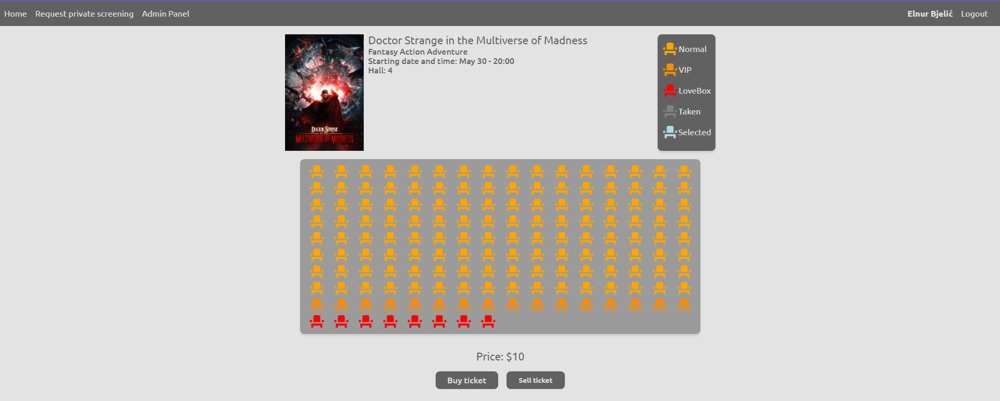 Home Request private screening Admin Panel Elnur Bjelić Logout
Doctor Strange in the Multiverse of Madness
Fantasy Action Adventure
Starting date and time: May 30 - 20:00
Hall: 4
DOCTOR STRANGE
IN THE
MULTIVERSE OF MADNESS
Normal
VIP
LoveBox
Taken
Selected
Price: $10
Buy ticket Sell ticket